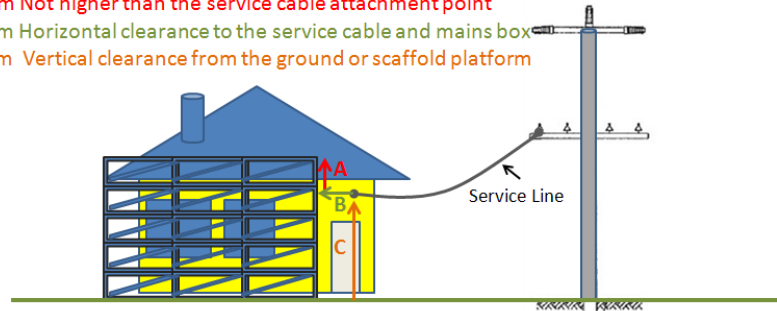 m Not higher than the service cable attachment point
m Horizontal clearance to the service cable and mains box
m Vertical clearance from the ground or scaffold platform
A
B
Service Line
C